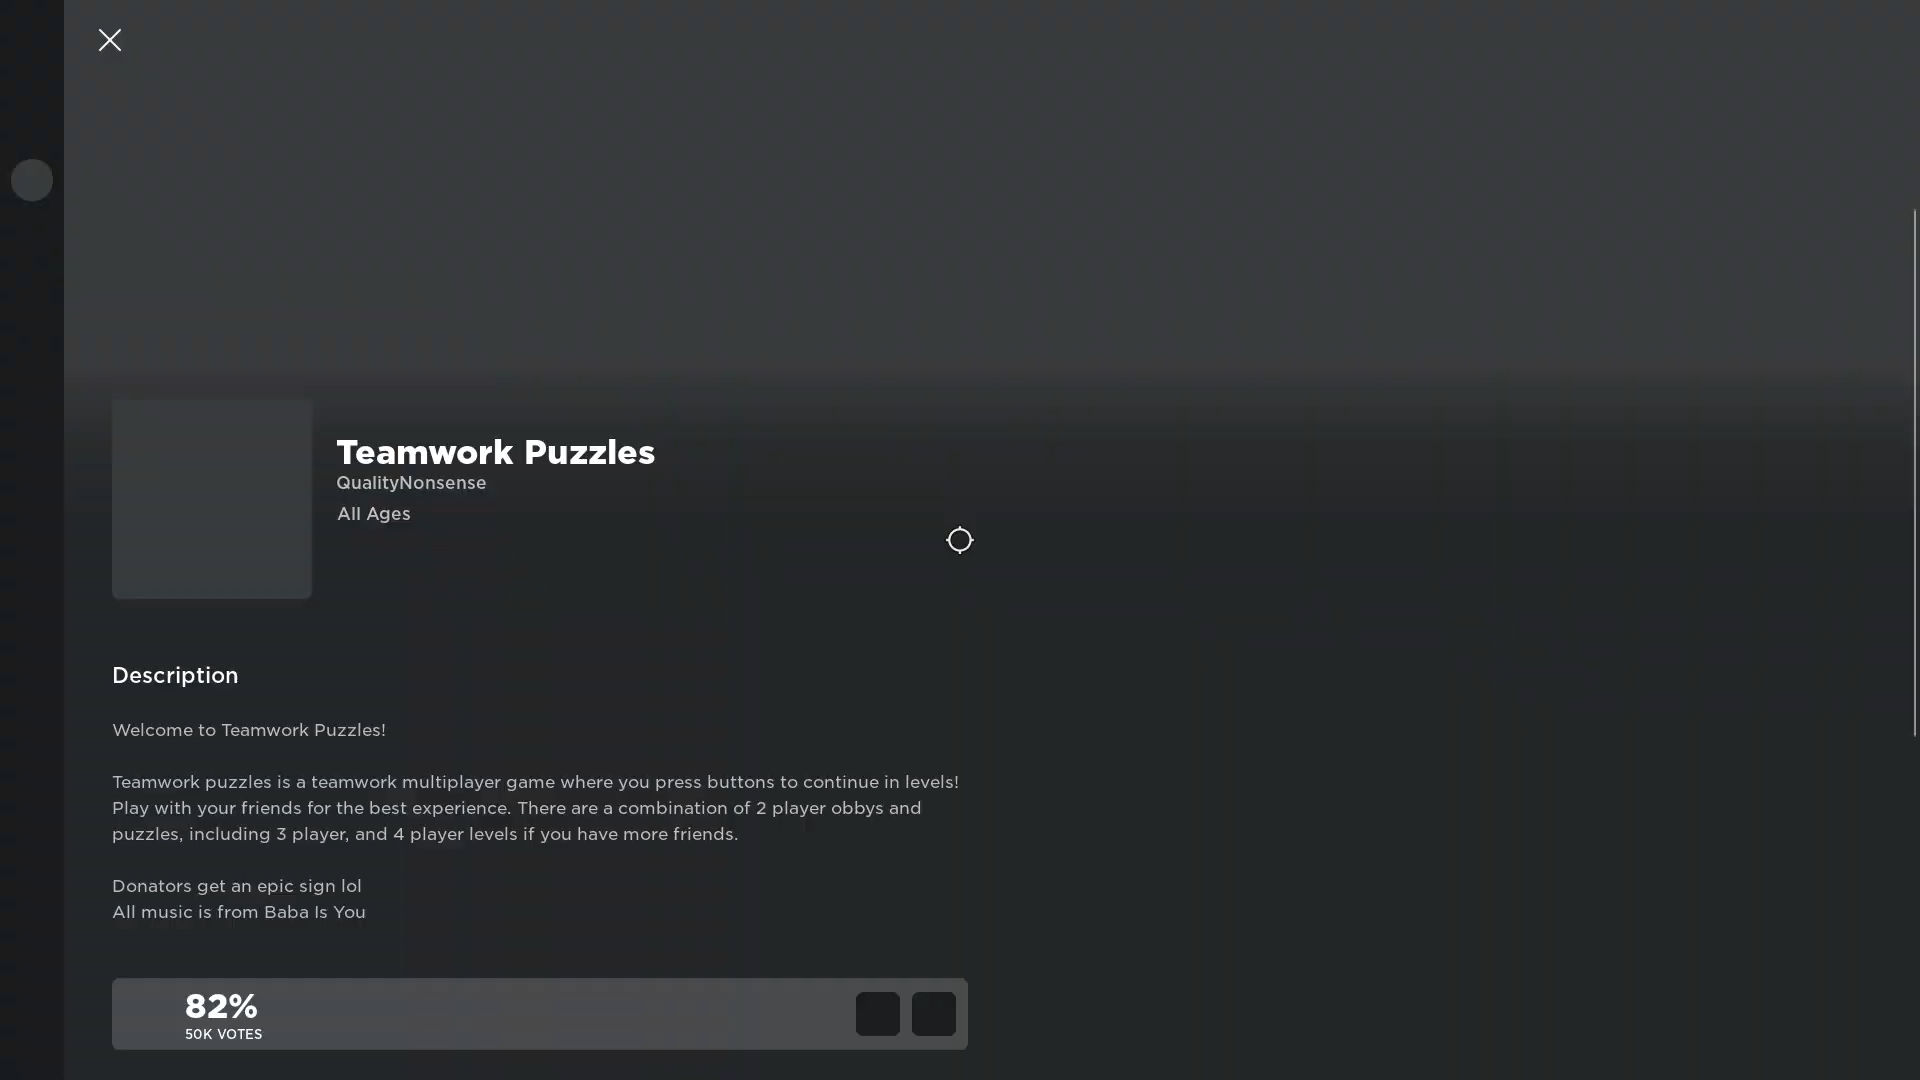 Teamwork Puzzles
QualityNonsense
All Ages
Description
Welcome to Teamwork Puzzles!
Teamwork puzzles is a teamwork multiplayer game where you press buttons to continue in levels!
Play with your friends for the best experience. There are a combination of 2 player obbys and
puzzles, including 3 player, and 4 player levels if you have more friends.
Donators get an epic sign lol
All music is from Baba Is You
82%
50K VOTES